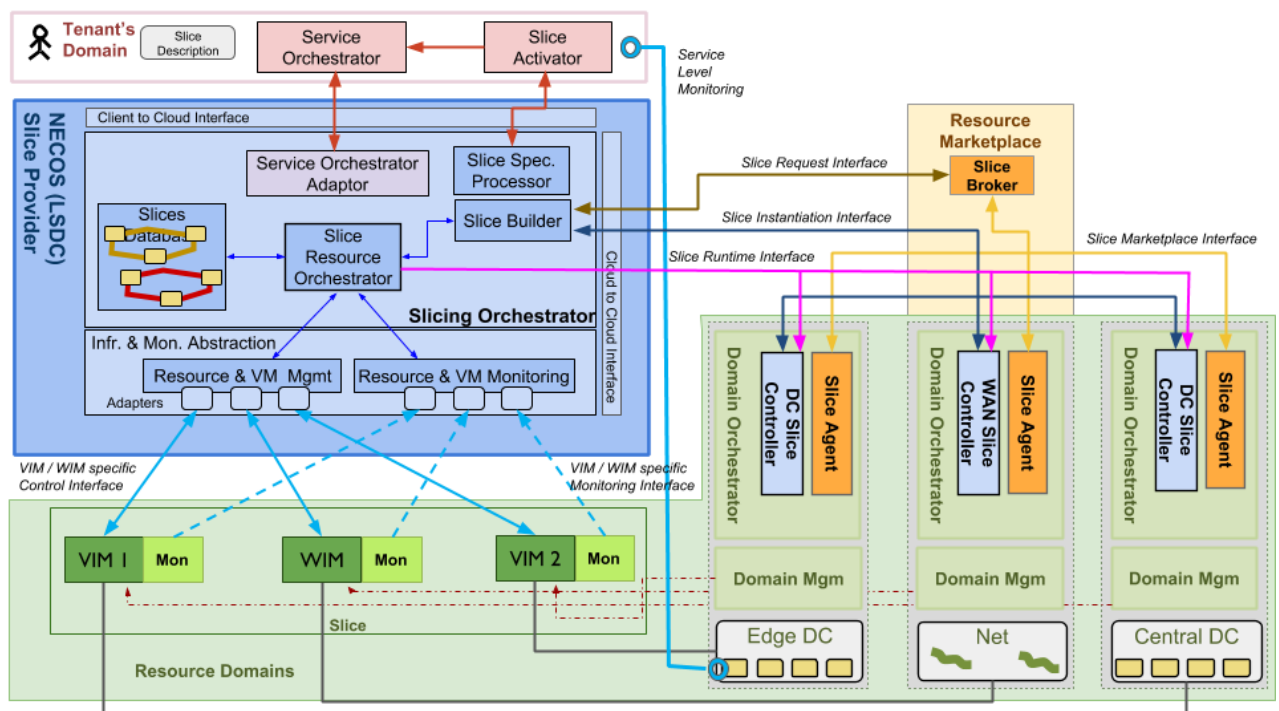 Tenant's
Domain
Slice
Description
Service
Orchestrator
Slice
Activator
Service
Level
Monitoring
NECOS (LSDC)
Slice Provider
Client to Cloud Interface
Cloud to Cloud Interface
Service Orchestrator
Adaptor
Slice Spec.
Processor
Slice Builder
Slices
Database
Slice
Resource
Orchestrator
Slicing Orchestrator
Infr. & Mon. Abstraction
Resource & VM Mgmt
Resource & VM Monitoring
Adapters
Resource
Marketplace
Slice
Broker
Slice Request Interface
Slice Instantiation Interface
Slice Marketplace Interface
Slice Runtime Interface
VIM / WIM specific
Control Interface
VIM / WIM specific
Monitoring Interface
Domain Orchestrator
DC Slice
Controller
Slice Agent
Domain Orchestrator
WAN Slice
Controller
Slice Agent
Domain Orchestrator
DC Slice
Controller
Slice Agent
VIM 1
Mon
WIM
Mon
VIM 2
Mon
Slice
Resource Domains
Domain Mgm
Domain Mgm
Domain Mgm
Edge DC
Net
Central DC